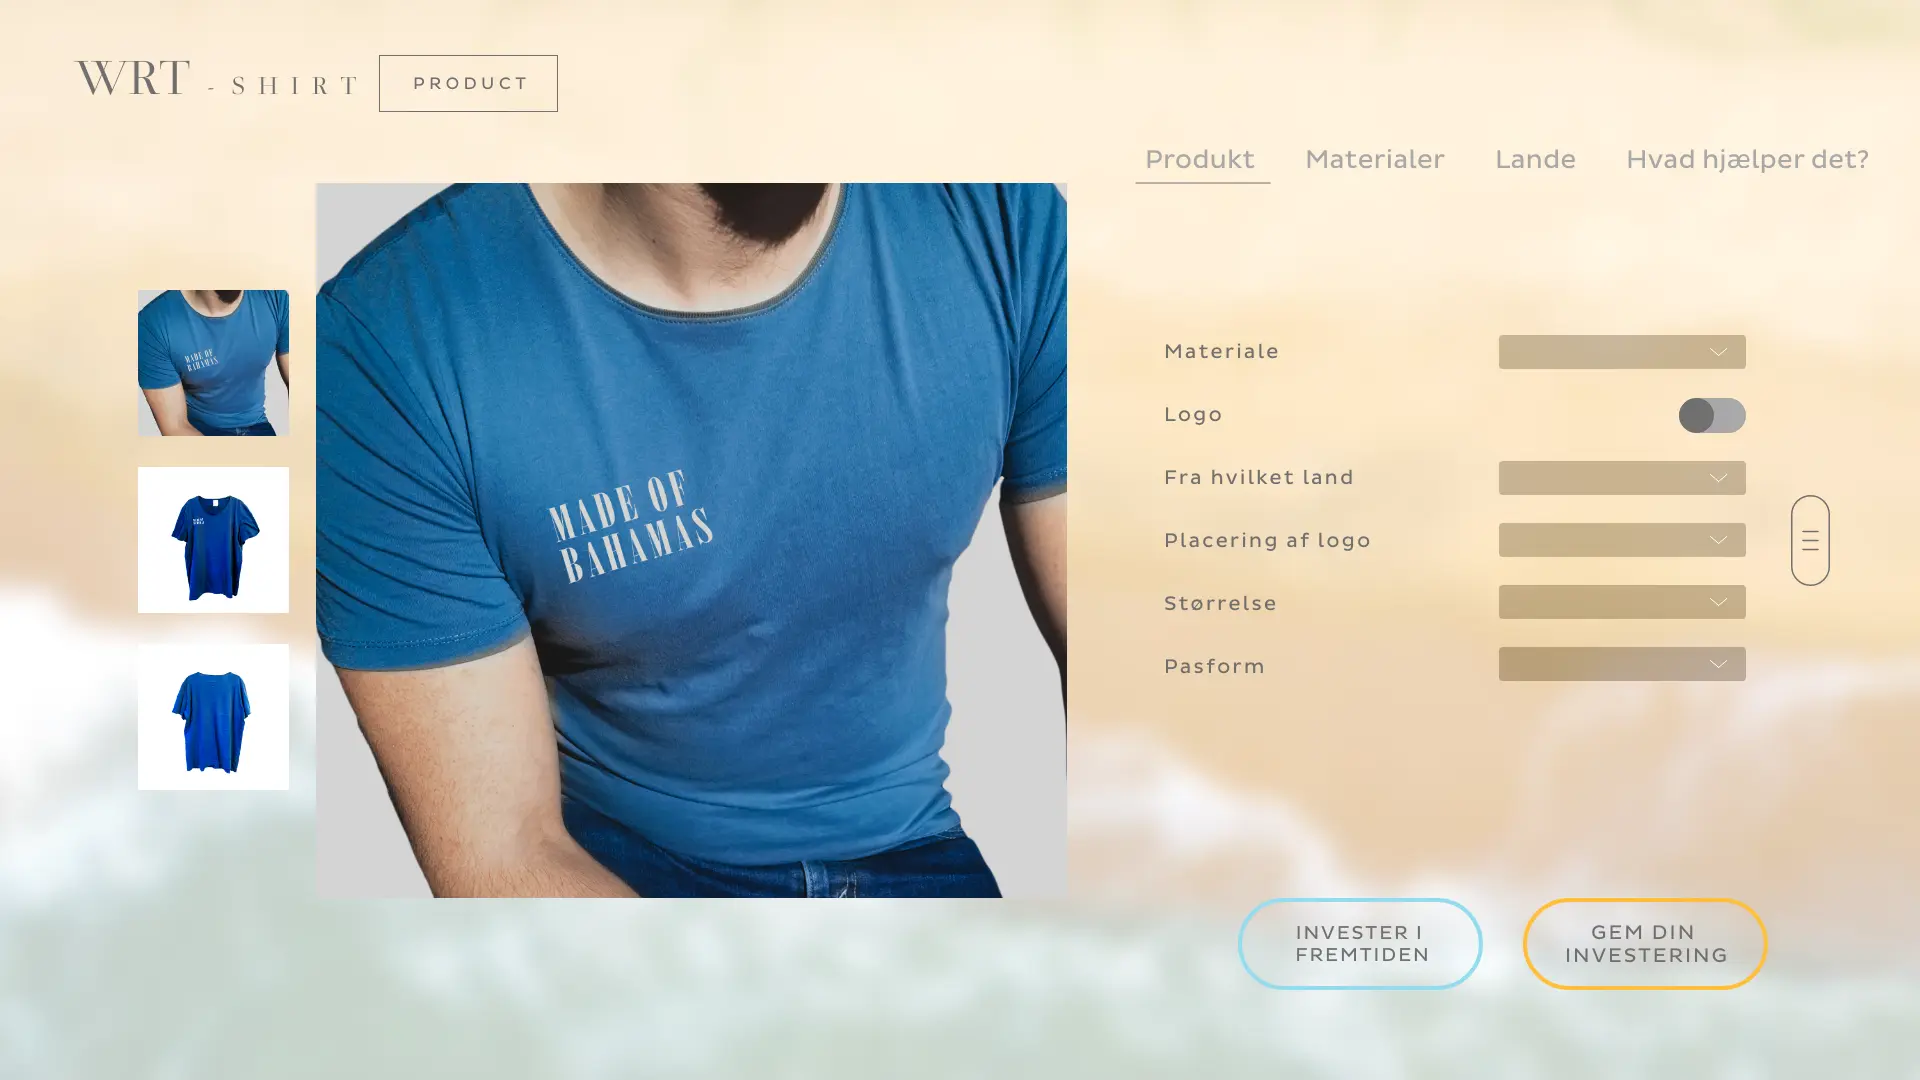 WRT - SHIRT
PRODUCT
Produkt
Materialer
Lande
Hvad hjælper det?
MADE OF
BAHAMAS
MADE OF
BAHAMAS
Materiale
Logo
Fra hvilket land
Placering af logo
Størrelse
Pasform
INVESTER I
FREMTIDEN
GEM DIN
INVESTERING